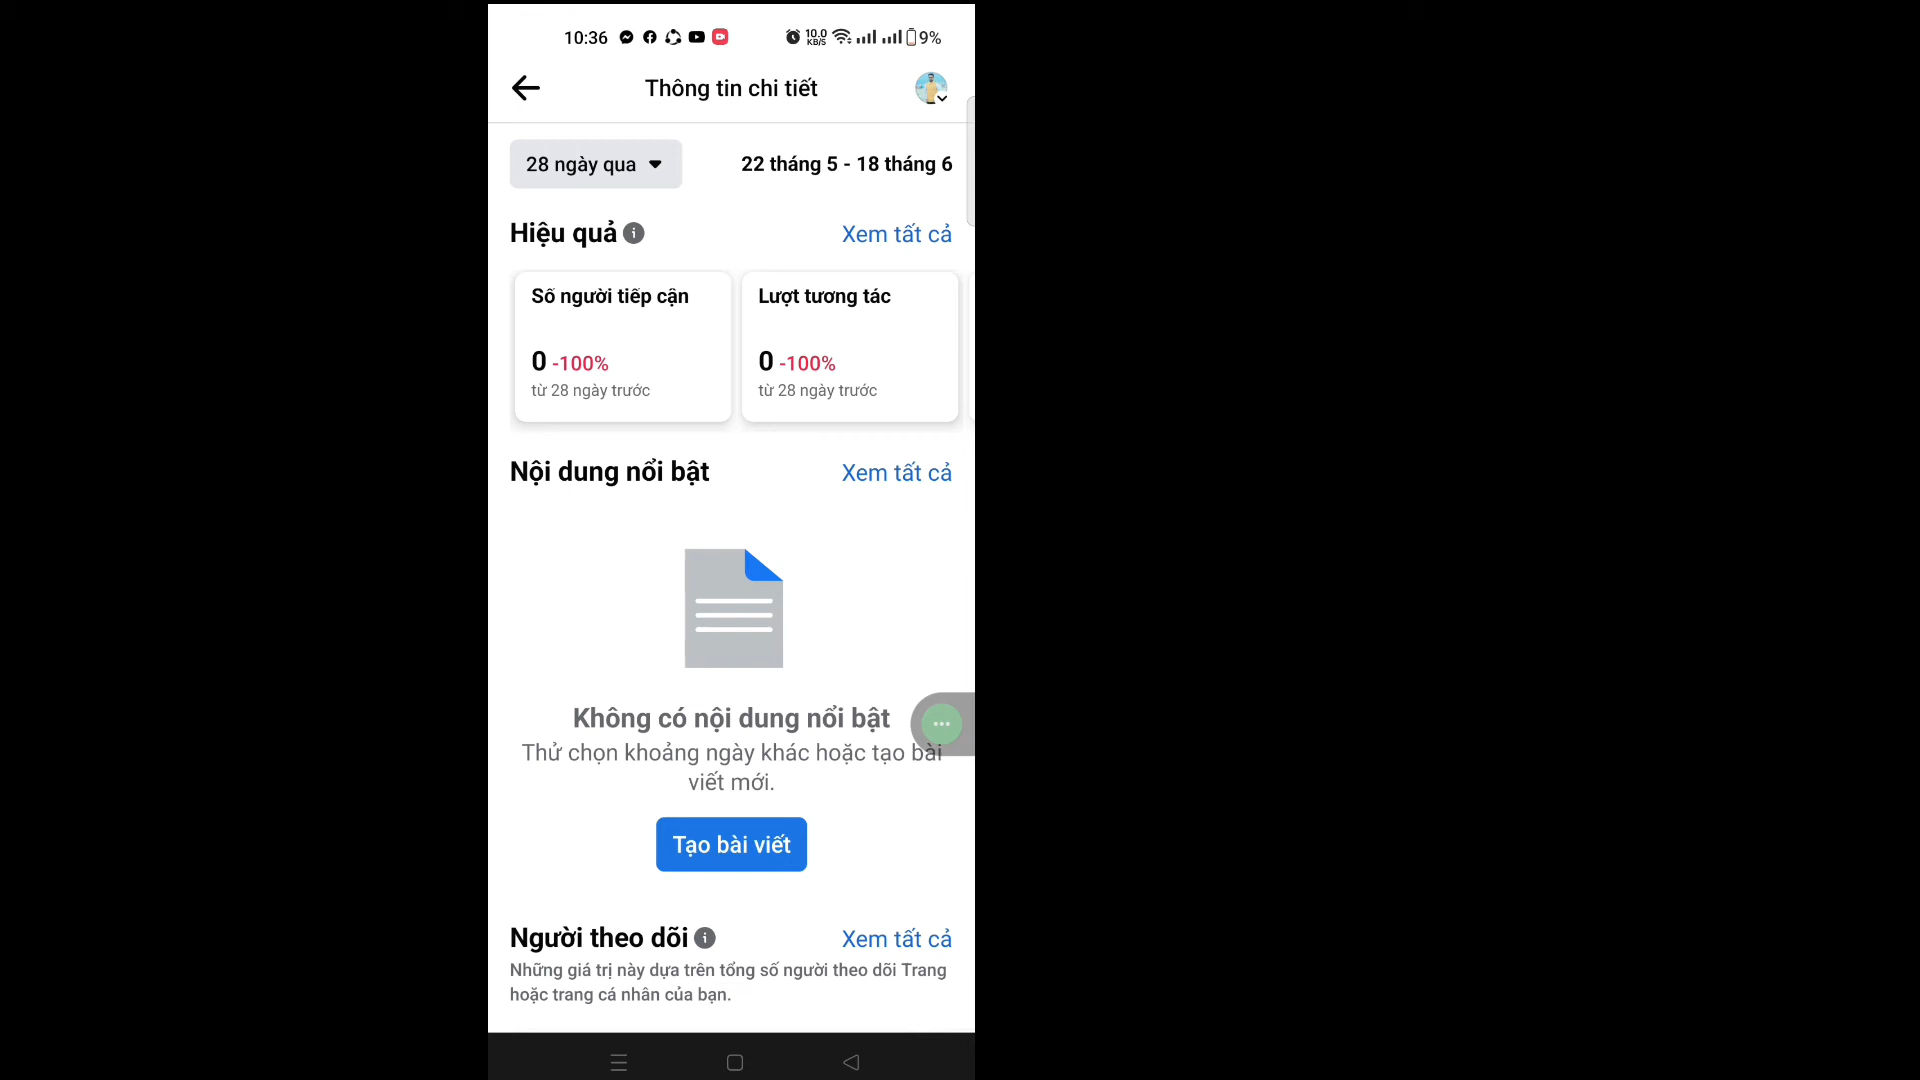 10:36 10.0 KB/S 9%
Thông tin chi tiết
28 ngày qua 22 tháng 5 - 18 tháng 6
Hiệu quả Xem tất cả
Số người tiếp cận Lượt tương tác
0 -100% 0 -100%
từ 28 ngày trước từ 28 ngày trước
Nội dung nổi bật Xem tất cả
Không có nội dung nổi bật
Thử chọn khoảng ngày khác hoặc tạo bài
viết mới.
Tạo bài viết
Người theo dõi Xem tất cả
Những giá trị này dựa trên tổng số người theo dõi Trang
hoặc trang cá nhân của bạn.